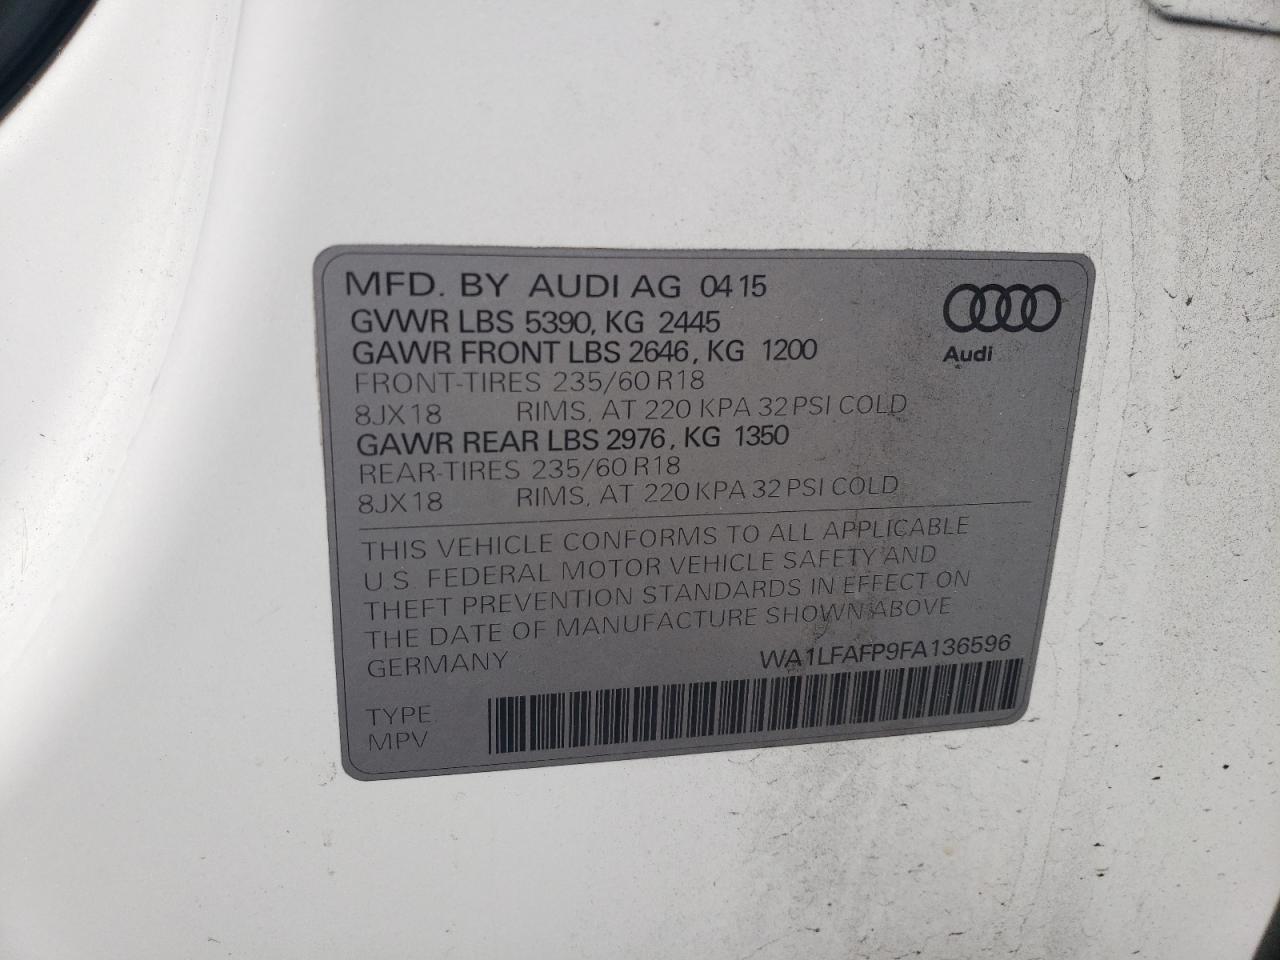 MFD. BY AUDI AG 04 15
GVWR LBS 5390, KG 2445
GAWR FRONT LBS 2646, KG 1200
FRONT-TIRES 235/60 R18
8JX18 RIMS, AT 220 KPA 32 PSI COLD
GAWR REAR LBS 2976, KG 1350
REAR-TIRES 235/60 R18
8JX18 RIMS, AT 220 KPA 32 PSI COLD
Audi
THIS VEHICLE CONFORMS TO ALL APPLICABLE
U.S. FEDERAL MOTOR VEHICLE SAFETY AND
THEFT PREVENTION STANDARDS IN EFFECT ON
THE DATE OF MANUFACTURE SHOWN ABOVE
GERMANY WA1LFAFP9FA136596
TYPE
MPV